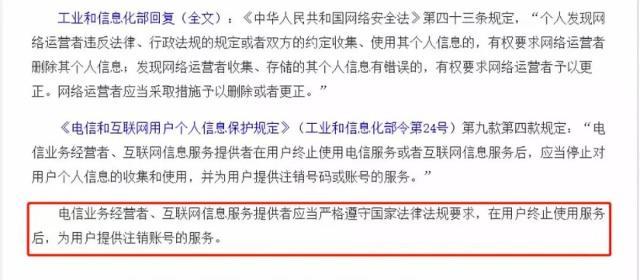 工业和信息化部回复（全文）：《中华人民共和国网络安全法》第四十三条规定，“个人发现网
络运营者违反法律、行政法规的规定或者双方的约定收集、使用其个人信息的，有权要求网络运营者
删除其个人信息；发现网络运营者收集、存储的其个人信息有错误的，有权要求网络运营者予以更
正。网络运营者应当采取措施予以删除或者更正。”
《电信和互联网用户个人信息保护规定》（工业和信息化部令第24号）第九款第四款规定：“电
信业务经营者、互联网信息服务提供者在用户终止使用电信服务或者互联网信息服务后，应当停止对
用户个人信息的收集和使用，并为用户提供注销号码或账号的服务。”
电信业务经营者、互联网信息服务提供者应当严格遵守国家法律法规要求，在用户终止使用服务
后，为用户提供注销账号的服务。